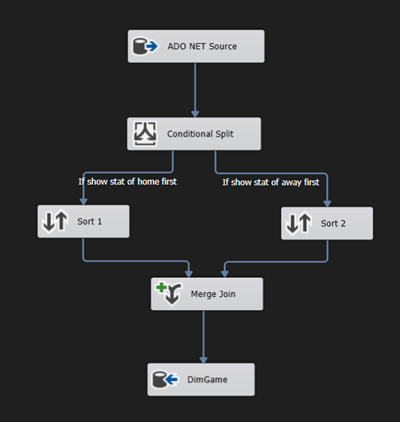 ADO NET Source
Conditional Split
If show stat of home first
If show stat of away first
Sort 1
Sort 2
Merge Join
DimGame